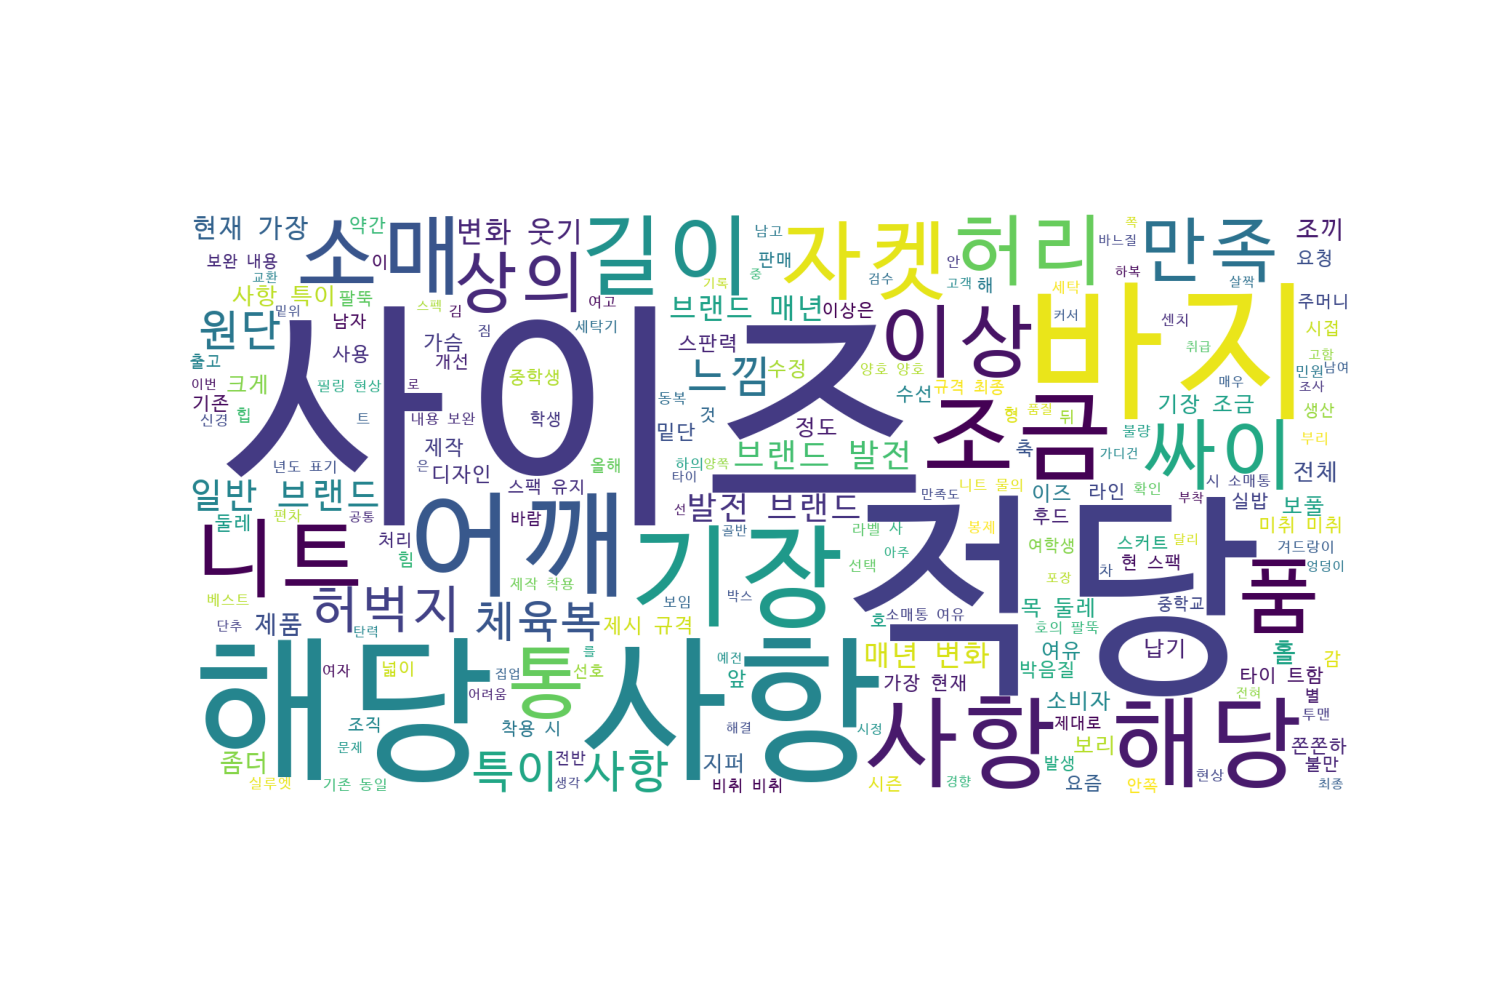 현재 가장
약간
소매
변화 웃기
길이
남고
자켓
허리
쪽
바느질
만족
조끼
보완 내용
이
판매
안
요청
교환
상의
중
검수
고객
해
하복
살짝
사항 특이
팔뚝
기록
세탁
스펙
김
여고
브랜드 매년
이상은
이상
바지
주머니
밑위
원단
남자
짐
세탁기
커서
센치
시접
가슴
스판력
출고
사용
개선
느낌
수정
양호 양호
취급
고함
이번
크게
필링 현상
로
중학생
매우
민원
남여
조사
기존
힙
수선
규격 최종
생산
신경
트
내용 보완
학생
동복
것
형
품질
뒤
기장 조금
사이즈
정도
조금
밑단
불량
부리
제작
브랜드 발전
축
가디건
싸이
년도 표기
은
디자인
올해
하의
양쪽
전체
타이
시 소매통
일반 브랜드
스팩 유지
만족도
니트 물의
이즈
라인
확인
실밥
보풀
둘레
편차
공통
바람
선
발전 브랜드
후드
부착
미취 미취
어깨
골반
라벨 사
봉제
처리
힘
기장
적당
여학생
스커트
달리
겨드랑이
니트
아주
현 스팩
엉덩이
제작 착용
선택
포장
차
베스트
허벅지
보임
박스
중학교
품
체육복
목 둘레
단추
제품
탄력
제시 규격
호
소매통 여유
호의 팔뚝
를
예전
매년 변화
여유
납기
홀
감
여자
넓이
짐업
통
선호
앞
가장 현재
박음질
타이 트함
해당
사항
어려움
소비자
전혀
별
조직
착용 시
해결
시정
사항 해당
제대로
투맨
문제
좀더
특이사항
전반
지퍼
보리
쫀쫀하
발생
불만
실루엣
기존 동일
생각
비취 비취
시즌
경향
요즘
안쪽
현상
최종